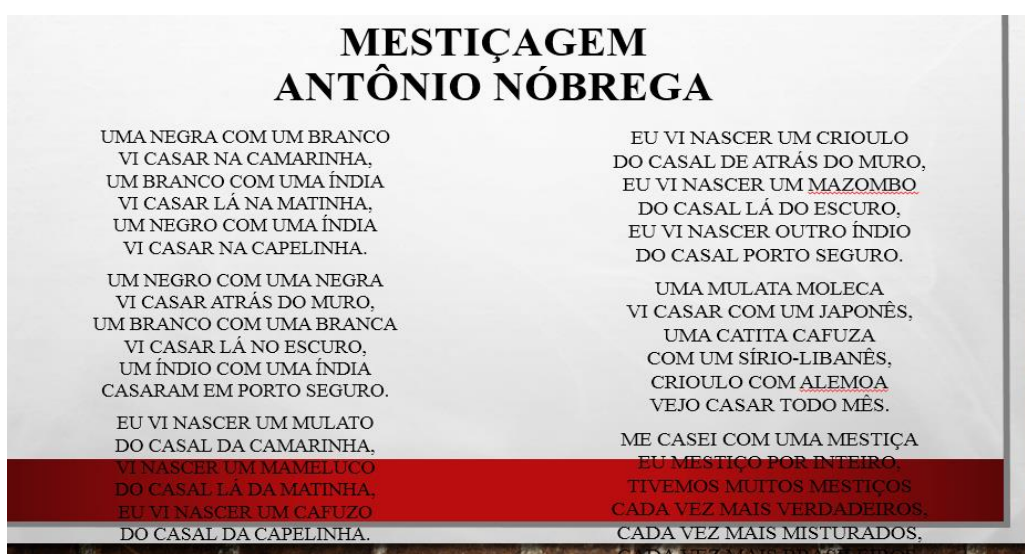 MESTIÇAGEM
ANTÔNIO NÓBREGA
UMA NEGRA COM UM BRANCO
VI CASAR NA CAMARINHA,
UM BRANCO COM UMA ÍNDIA
VI CASAR LÁ NA MATINHA,
UM NEGRO COM UMA ÍNDIA
VI CASAR NA CAPELINHA.
UM NEGRO COM UMA NEGRA
VI CASAR ATRÁS DO MURO,
UM BRANCO COM UMA BRANCA
VI CASAR LÁ NO ESCURO,
UM ÍNDIO COM UMA ÍNDIA
CASARAM EM PORTO SEGURO.
EU VI NASCER UM MULATO
DO CASAL DA CAMARINHA,
VI NASCER UM MAMELUCO
DO CASAL LÁ DA MATINHA,
EU VI NASCER UM CAFUZO
DO CASAL DA CAPELINHA.
EU VI NASCER UM CRIOULO
DO CASAL DE ATRÁS DO MURO,
EU VI NASCER UM MAZOMBO
DO CASAL LÁ DO ESCURO,
EU VI NASCER OUTRO ÍNDIO
DO CASAL PORTO SEGURO.
UMA MULATA MOLECA
VI CASAR COM UM JAPONÊS,
UMA CATITA CAFUZA
COM UM SÍRIO-LIBANÊS,
CRIOULO COM ALEMOA
VEJO CASAR TODO MÊS.
ME CASEI COM UMA MESTIÇA
EU MESTIÇO POR INTEIRO,
TIVEMOS MUITOS MESTIÇOS
CADA VEZ MAIS VERDADEIROS,
CADA VEZ MAIS MISTURADOS,
CADA VEZ MAIS